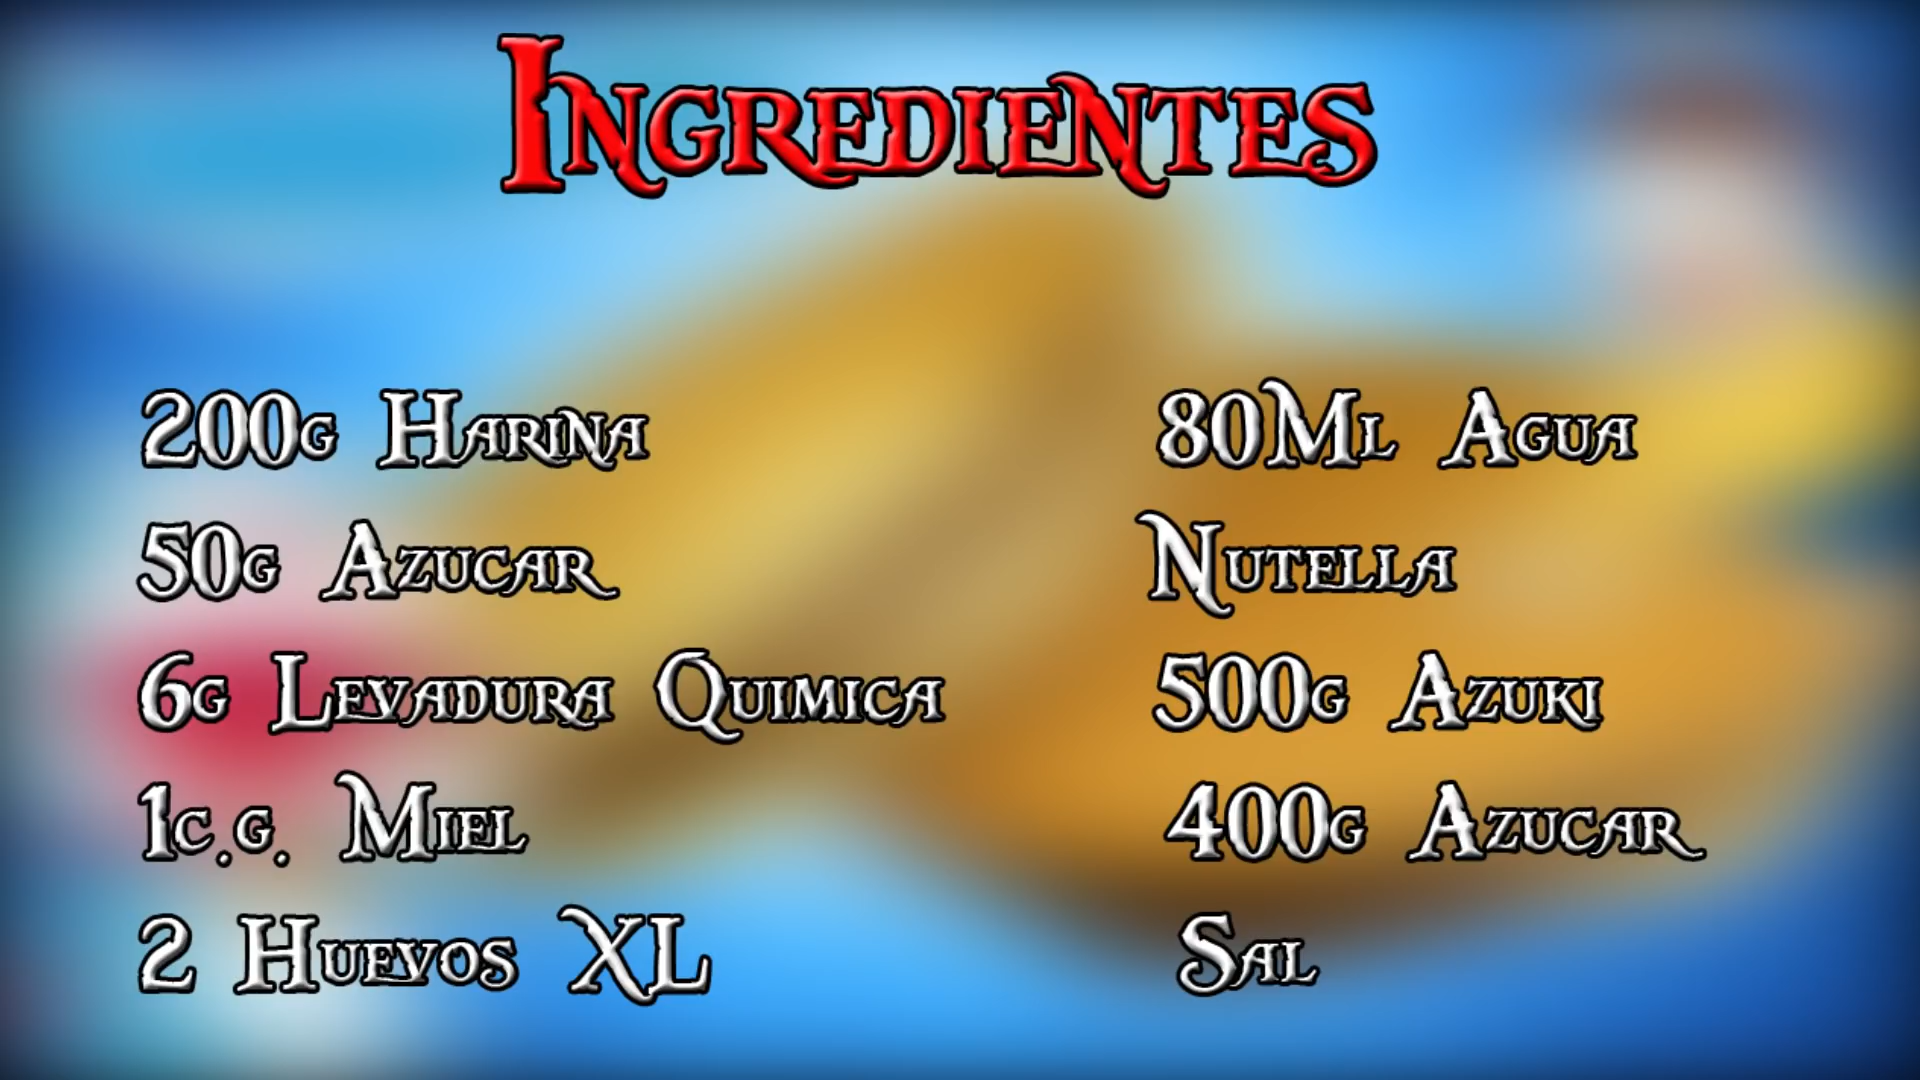 Ingredientes
200g Harina
50g Azucar
6g Levadura Quimica
1c.g. Miel
2 Huevos XL
80Ml Agua
Nutella
500g Azuki
400g Azucar
Sal